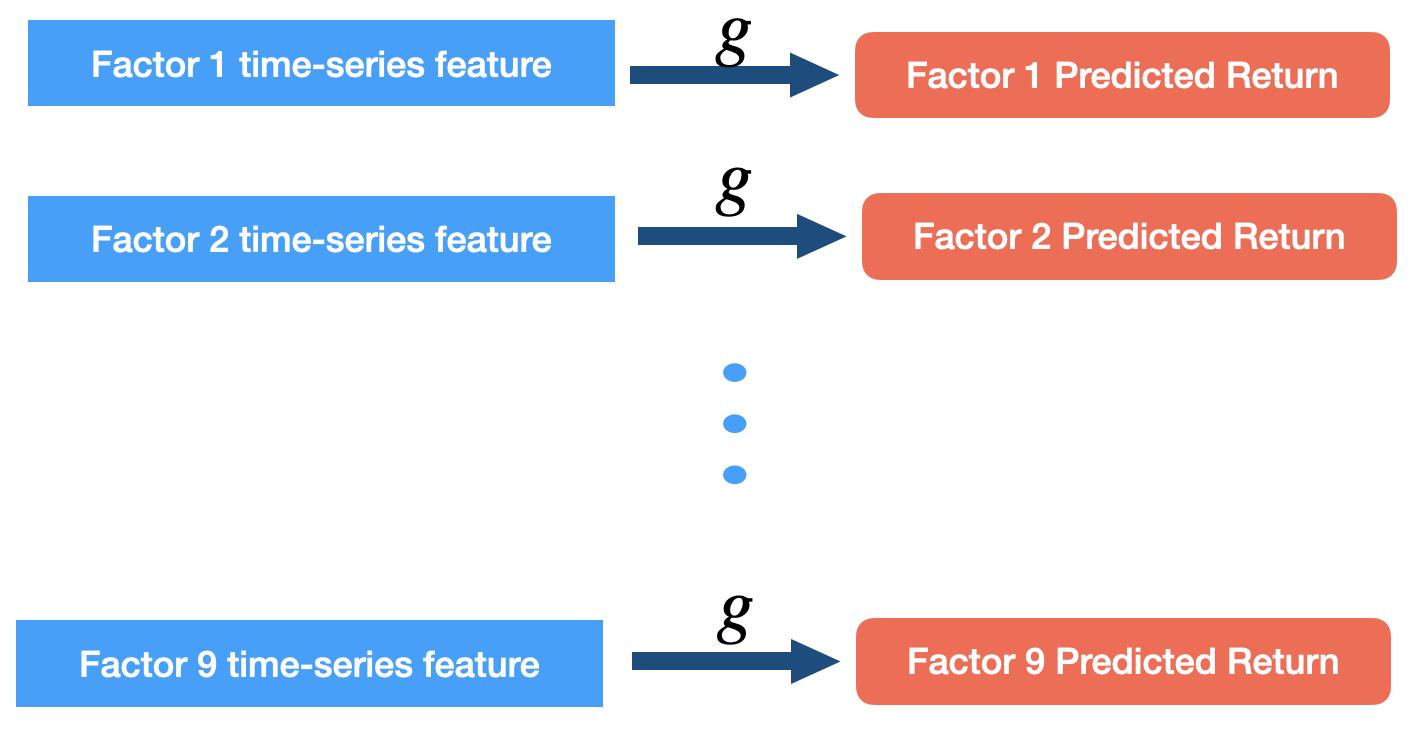 g
Factor 1 time-series feature
Factor 1 Predicted Return
g
Factor 2 time-series feature
Factor 2 Predicted Return
g
Factor 9 time-series feature
Factor 9 Predicted Return